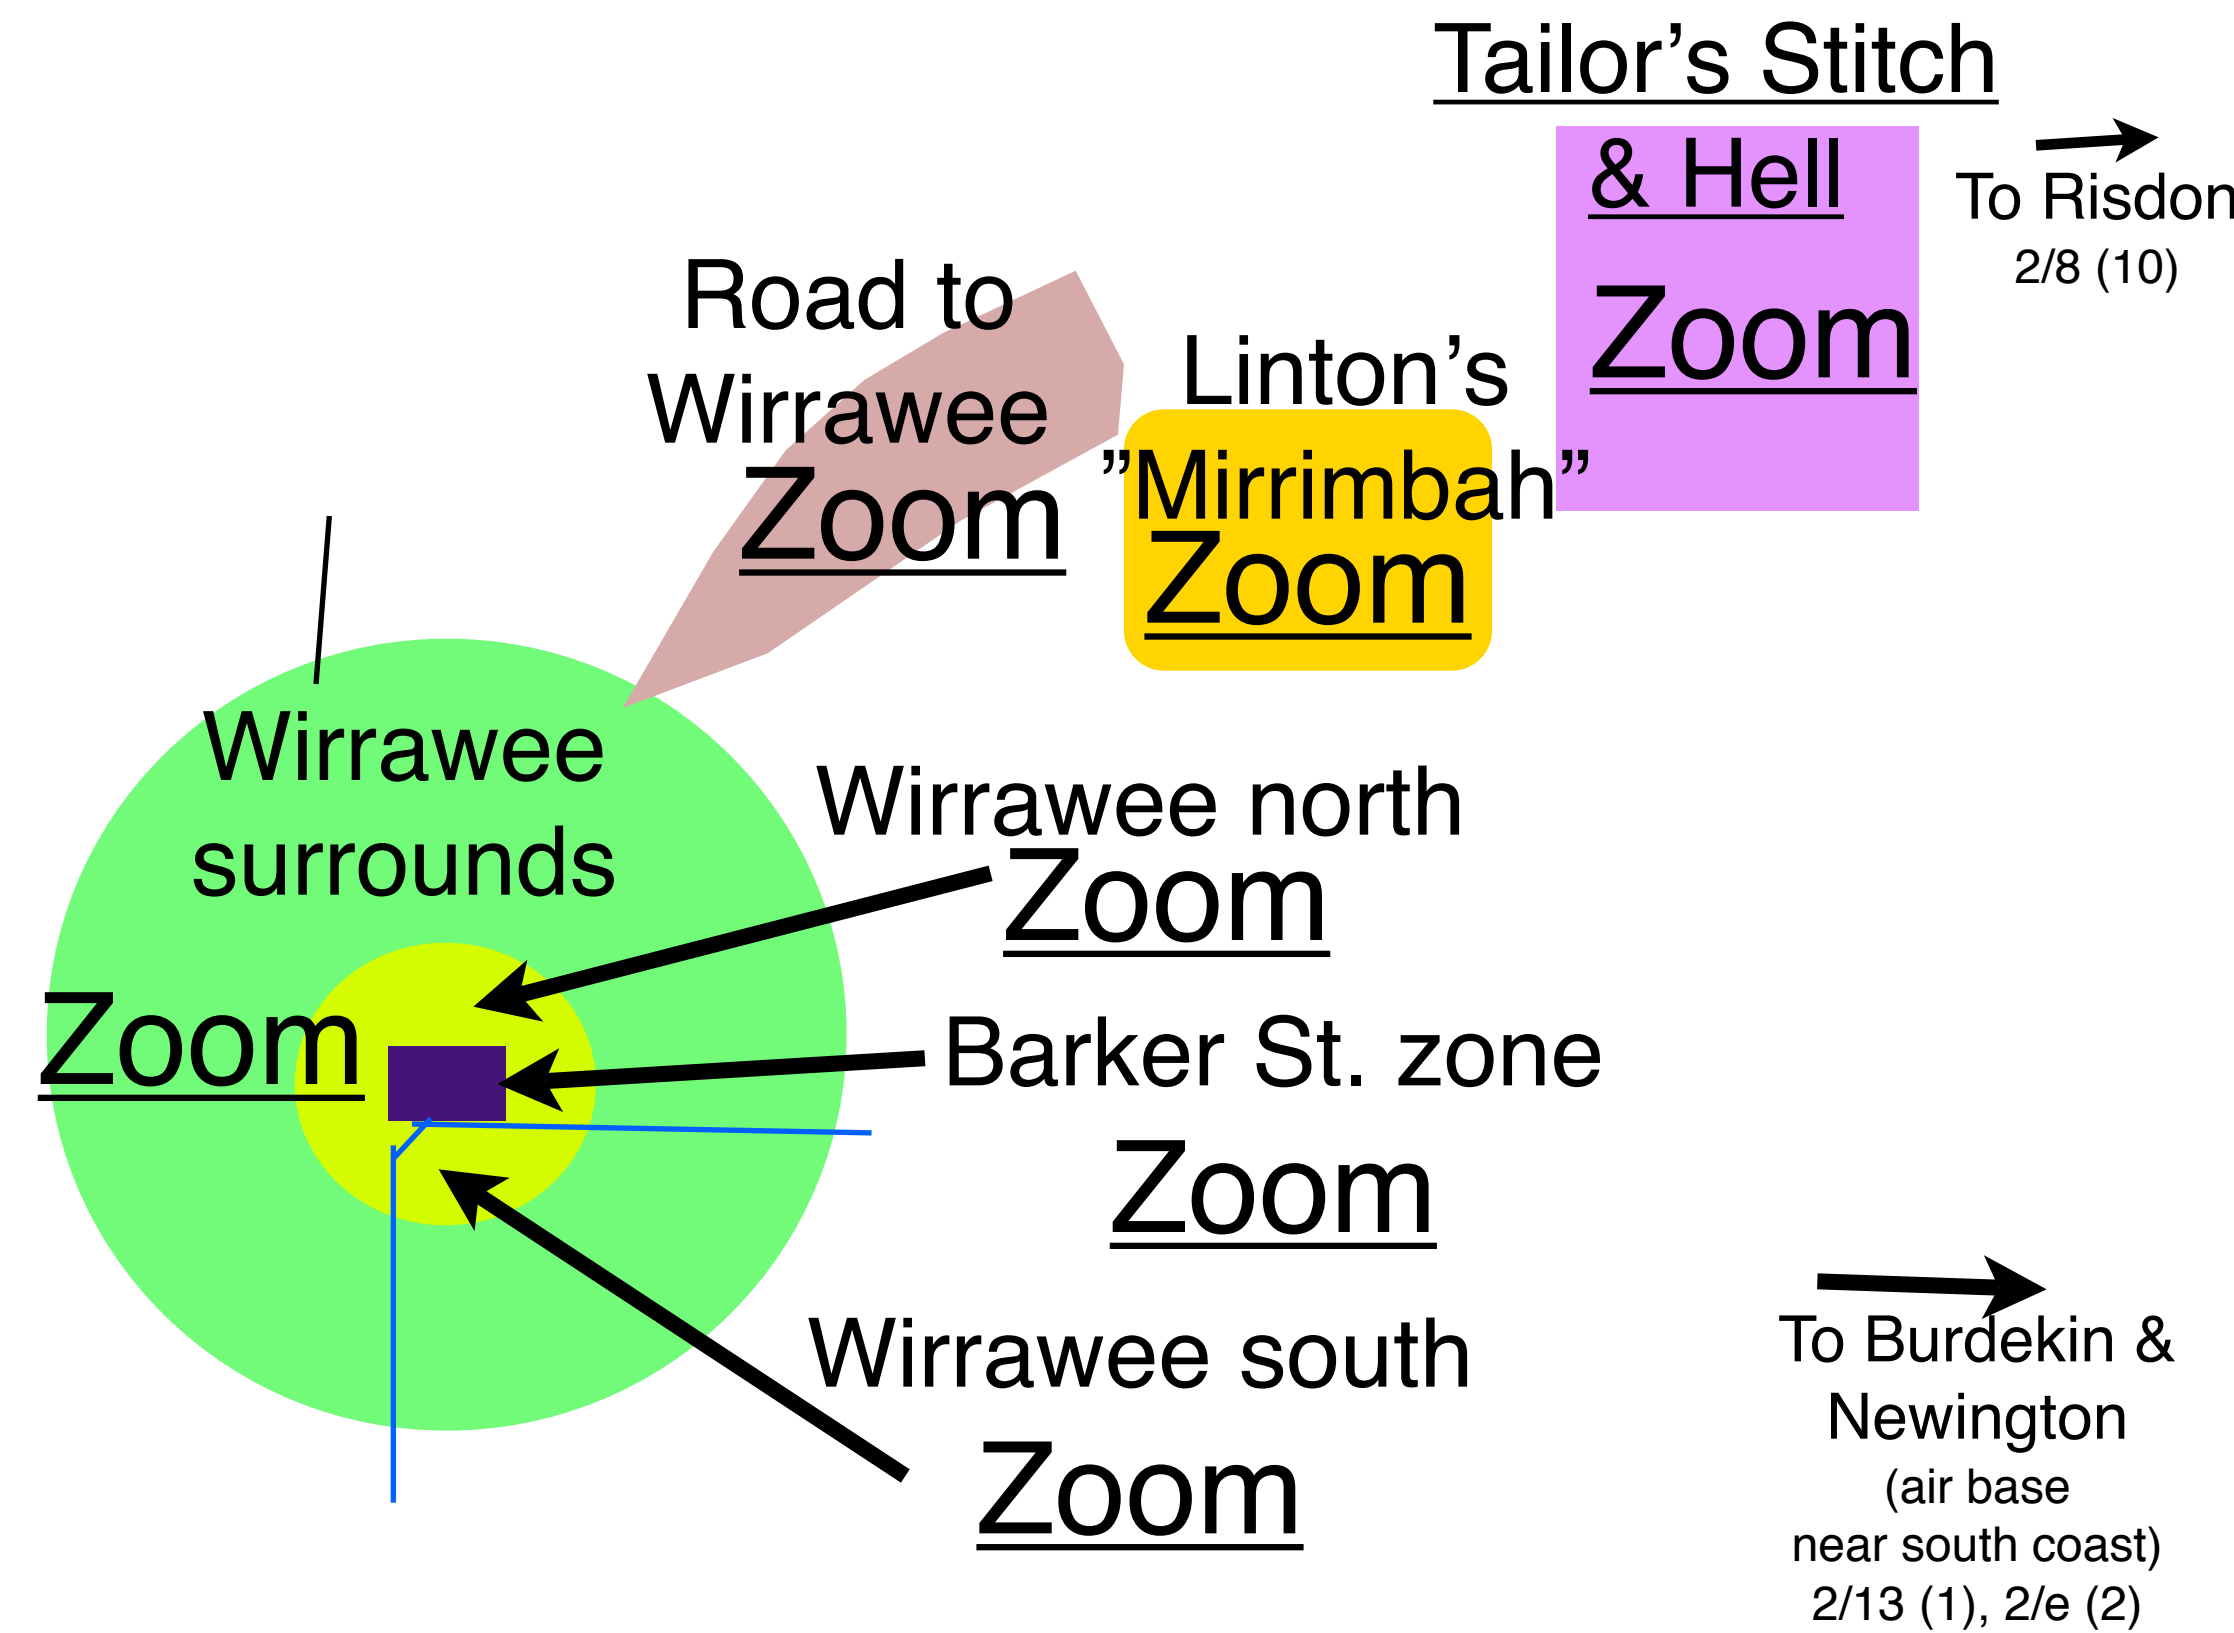 Tailor’s Stitch
& Hell
Zoom
To Risdon
2/8 (10)
Road to
Wirrawee
Zoom
Linton’s
”Mirrimbah”
Zoom
Wirrawee
surrounds
Zoom
Wirrawee north
Zoom
Barker St. zone
Zoom
Wirrawee south
Zoom
To Burdekin &
Newington
(air base
near south coast)
2/13 (1), 2/e (2)